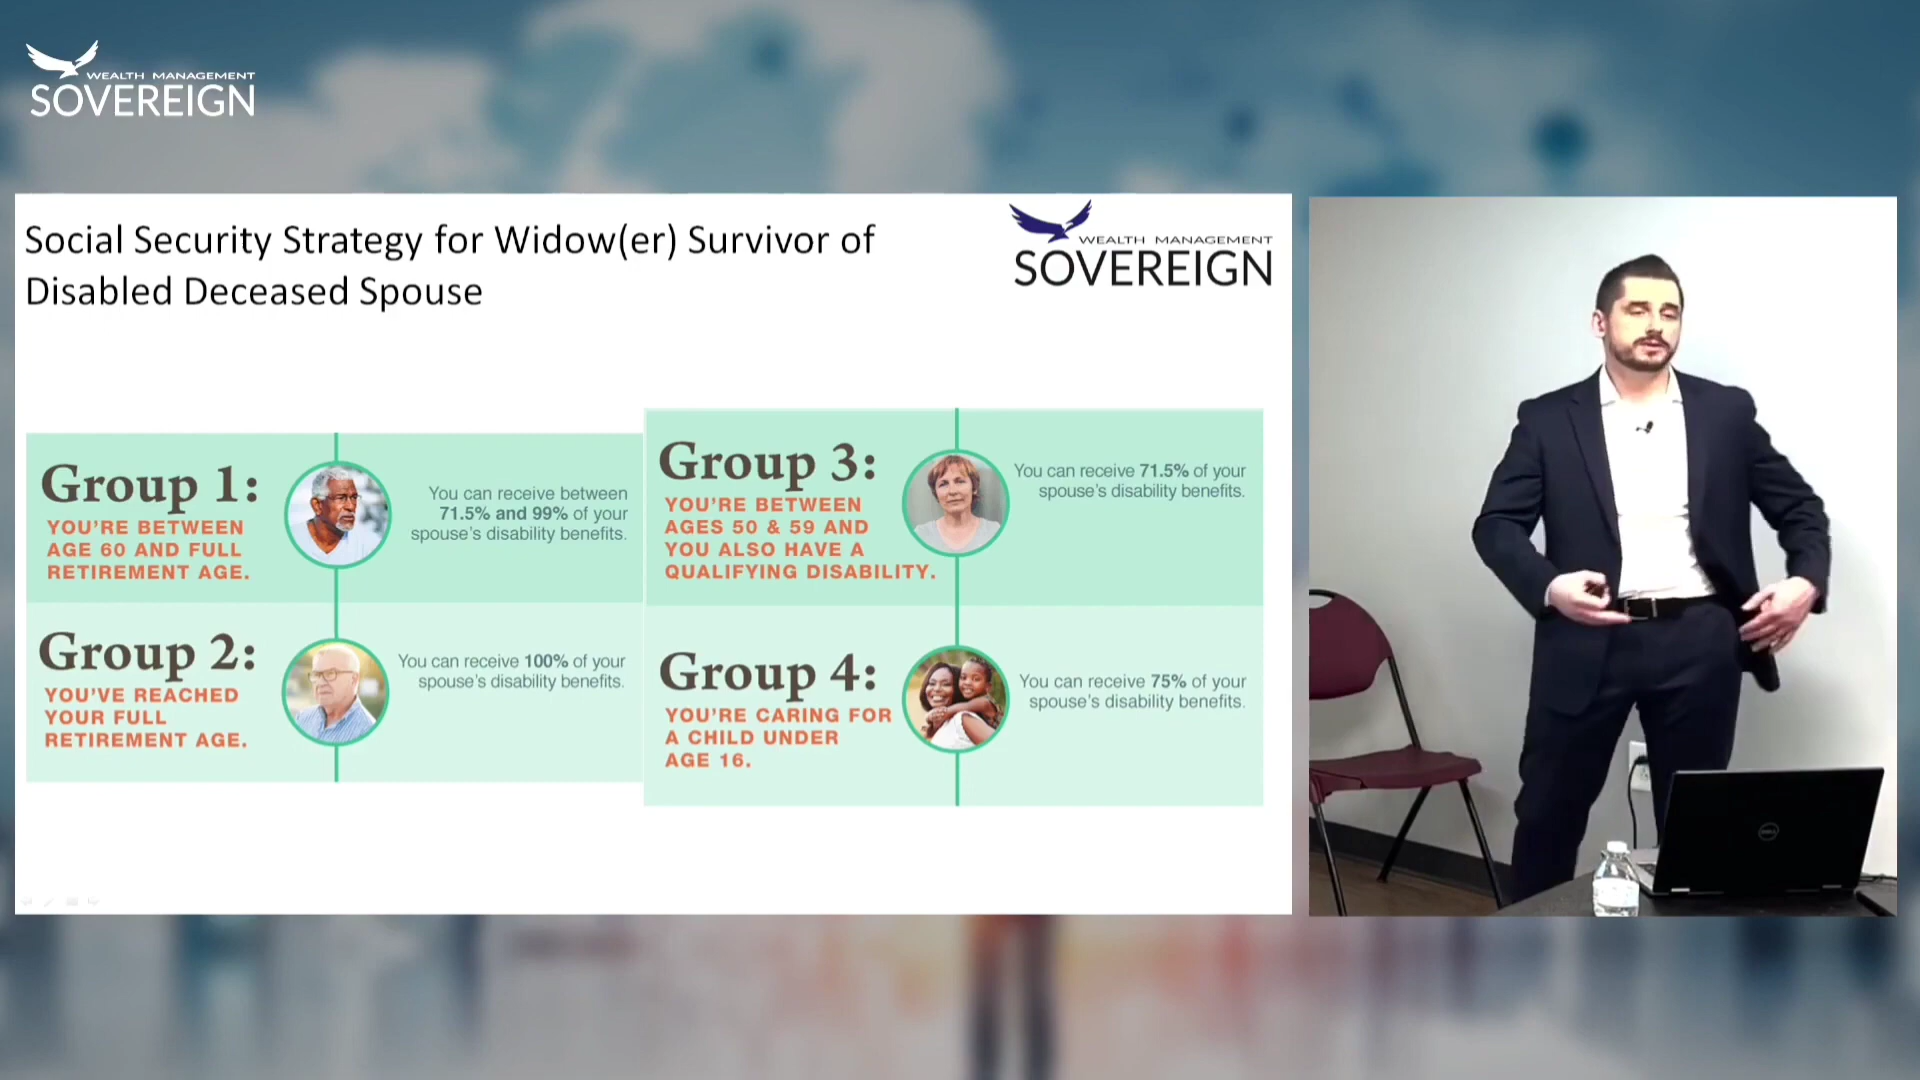 WEALTH MANAGEMENT
SOVEREIGN
Social Security Strategy for Widow(er) Survivor of
Disabled Deceased Spouse
WEALTH MANAGEMENT
SOVEREIGN
Group 1:
YOU'RE BETWEEN
AGE 60 AND FULL
RETIREMENT AGE.
You can receive between
71.5% and 99% of your
spouse's disability benefits.
Group 2:
YOU'VE REACHED
YOUR FULL
RETIREMENT AGE.
You can receive 100% of your
spouse's disability benefits.
Group 3:
YOU'RE BETWEEN
AGES 50 & 59 AND
YOU ALSO HAVE A
QUALIFYING DISABILITY.
You can receive 71.5% of your
spouse's disability benefits.
Group 4:
YOU'RE CARING FOR
A CHILD UNDER
AGE 16.
You can receive 75% of your
spouse's disability benefits.
DELL